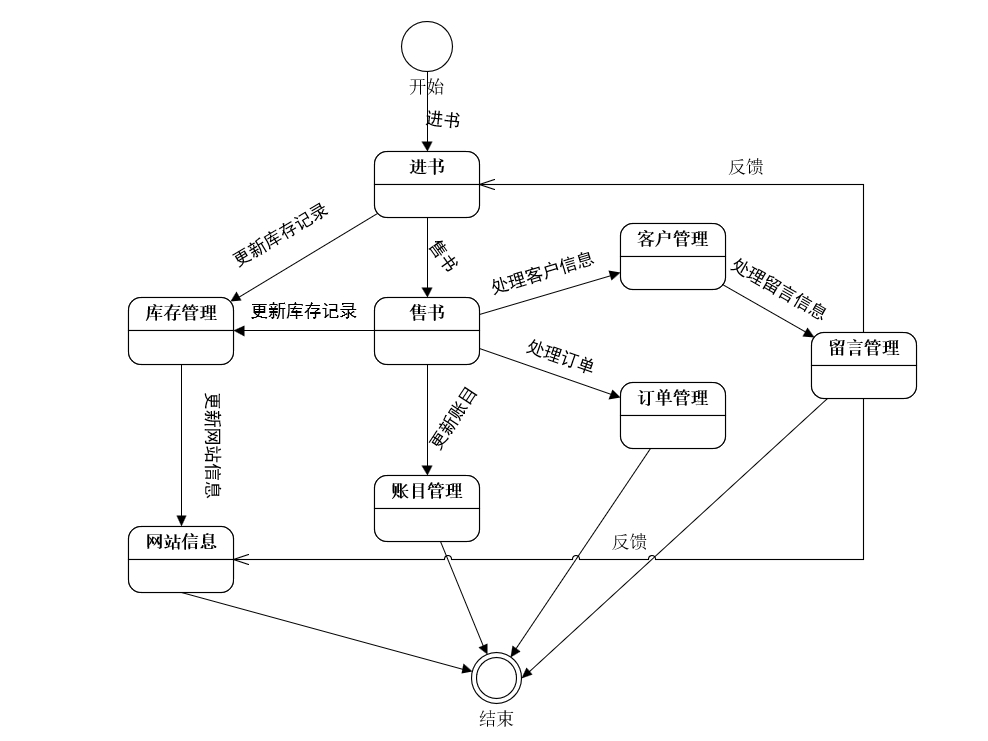 开始
进书
进书
反馈
更新库存记录
售书
客户管理
处理客户信息
处理留言信息
库存管理
更新库存记录
售书
留言管理
处理订单
订单管理
更新网站信息
更新账目
账目管理
网站信息
反馈
结束